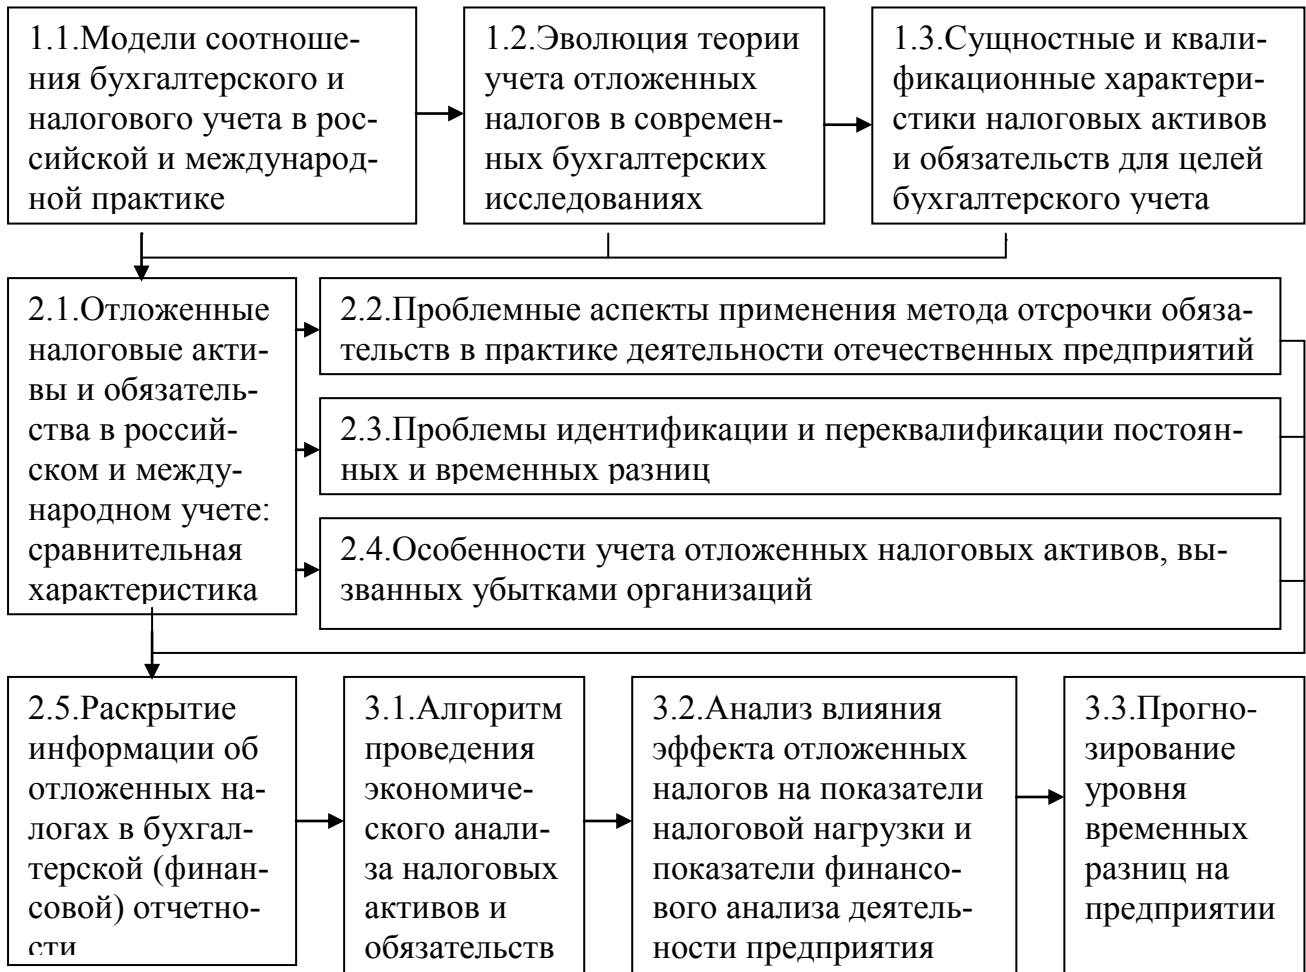 1.1.Модели соотноше-
ния бухгалтерского и
налогового учета в рос-
сийской и международ-
ной практике
1.2.Эволюция теории
учета отложенных
налогов в современ-
ных бухгалтерских
исследованиях
1.3.Сущностные и квали-
фикационные характери-
стики налоговых активов
и обязательств для целей
бухгалтерского учета
2.1.Отложенные
налоговые акти-
вы и обязатель-
ства в россий-
ском и между-
народном учете:
сравнительная
характеристика
2.2.Проблемные аспекты применения метода отсрочки обяза-
тельств в практике деятельности отечественных предприятий
2.3.Проблемы идентификации и переквалификации постоян-
ных и временных разниц
2.4.Особенности учета отложенных налоговых активов, вы-
званных убытками организаций
2.5.Раскрытие
информации об
отложенных на-
логах в бухгал-
терской (финан-
совой) отчетно-
сти
3.1.Алгоритм
проведения
экономиче-
ского анали-
за налоговых
активов и
обязательств
3.2.Анализ влияния
эффекта отложенных
налогов на показатели
налоговой нагрузки и
показатели финансо-
вого анализа деятель-
ности предприятия
3.3.Прогно-
зирование
уровня
временных
разниц на
предприятии